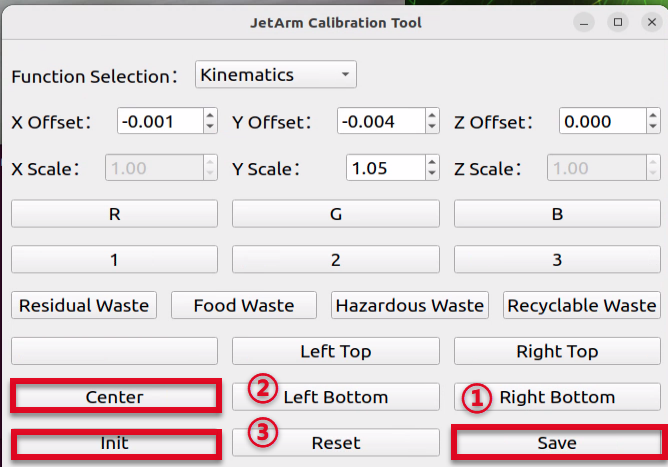 JetArm Calibration Tool
Function Selection: Kinematics
X Offset: -0.001 Y Offset: -0.004 Z Offset: 0.000
X Scale: 1.00 Y Scale: 1.05 Z Scale: 1.00
R G B
1 2 3
Residual Waste Food Waste Hazardous Waste Recyclable Waste
Left Top Right Top
Center ② Left Bottom ① Right Bottom
Init ③ Reset Save